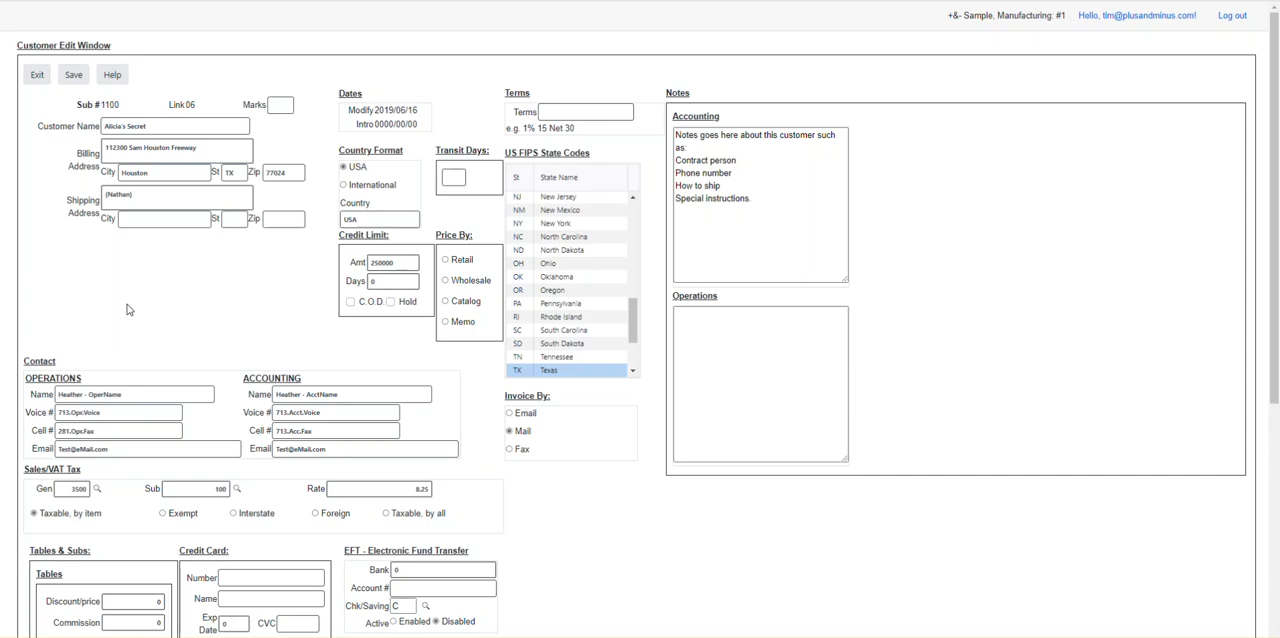 +&- Sample, Manufacturing: #1 Hello, tim@plusandminus.com! Log out
Customer Edit Window
Exit Save Help
Sub # 1100 Link 06 Marks
Customer Name Alicia's Secret
Billing Address 112300 Sam Houston Freeway
City Houston St TX Zip 77024
Shipping Address (Nathan)
City St Zip
Dates
Modify 2019/06/16
Intro 0000/00/00
Country Format
USA
International
Country
USA
Transit Days:
Credit Limit:
Amt 250000
Days 0
C.O.D. Hold
Price By:
Retail
Wholesale
Catalog
Memo
Terms
Terms
e.g. 1% 15 Net 30
US FIPS State Codes
St State Name
NJ New Jersey
NM New Mexico
NY New York
NC North Carolina
ND North Dakota
OH Ohio
OK Oklahoma
OR Oregon
PA Pennsylvania
RI Rhode Island
SC South Carolina
SD South Dakota
TN Tennessee
TX Texas
Invoice By:
Email
Mail
Fax
Notes
Accounting
Notes goes here about this customer such
as:
Contract person
Phone number
How to ship
Special instructions.
Operations
Contact
OPERATIONS
Name Heather - OperName
Voice # 713.Opr.Voice
Cell # 281.Opr.Fax
Email Test@eMail.com
ACCOUNTING
Name Heather - AcctName
Voice # 713.Acct.Voice
Cell # 713.Acc.Fax
Email Test@eMail.com
Sales/VAT Tax
Gen 3500 Sub 100 Rate 8.25
Taxable, by item Exempt Interstate Foreign Taxable, by all
Tables & Subs:
Tables
Discount/price 0
Commission 0
Credit Card:
Number
Name
Exp Date 0 CVC
EFT - Electronic Fund Transfer
Bank 0
Account #
Chk/Saving C
Active Enabled Disabled